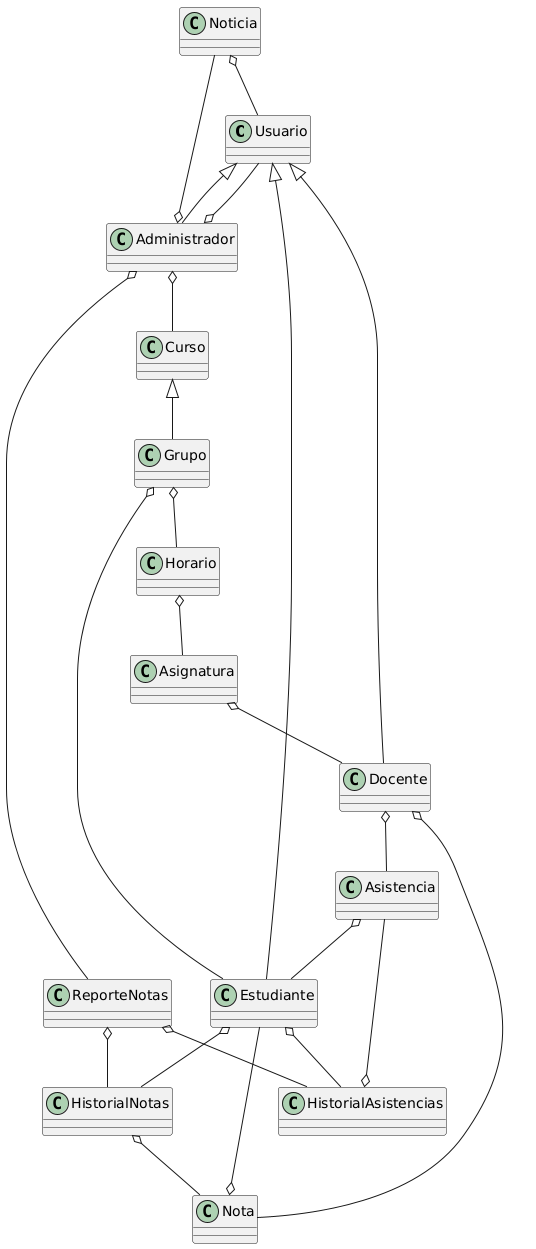 C Noticia
C Usuario
C Administrador
C Curso
C Grupo
C Horario
C Asignatura
C Docente
C Asistencia
C ReporteNotas
C Estudiante
C HistorialNotas
C HistorialAsistencias
C Nota